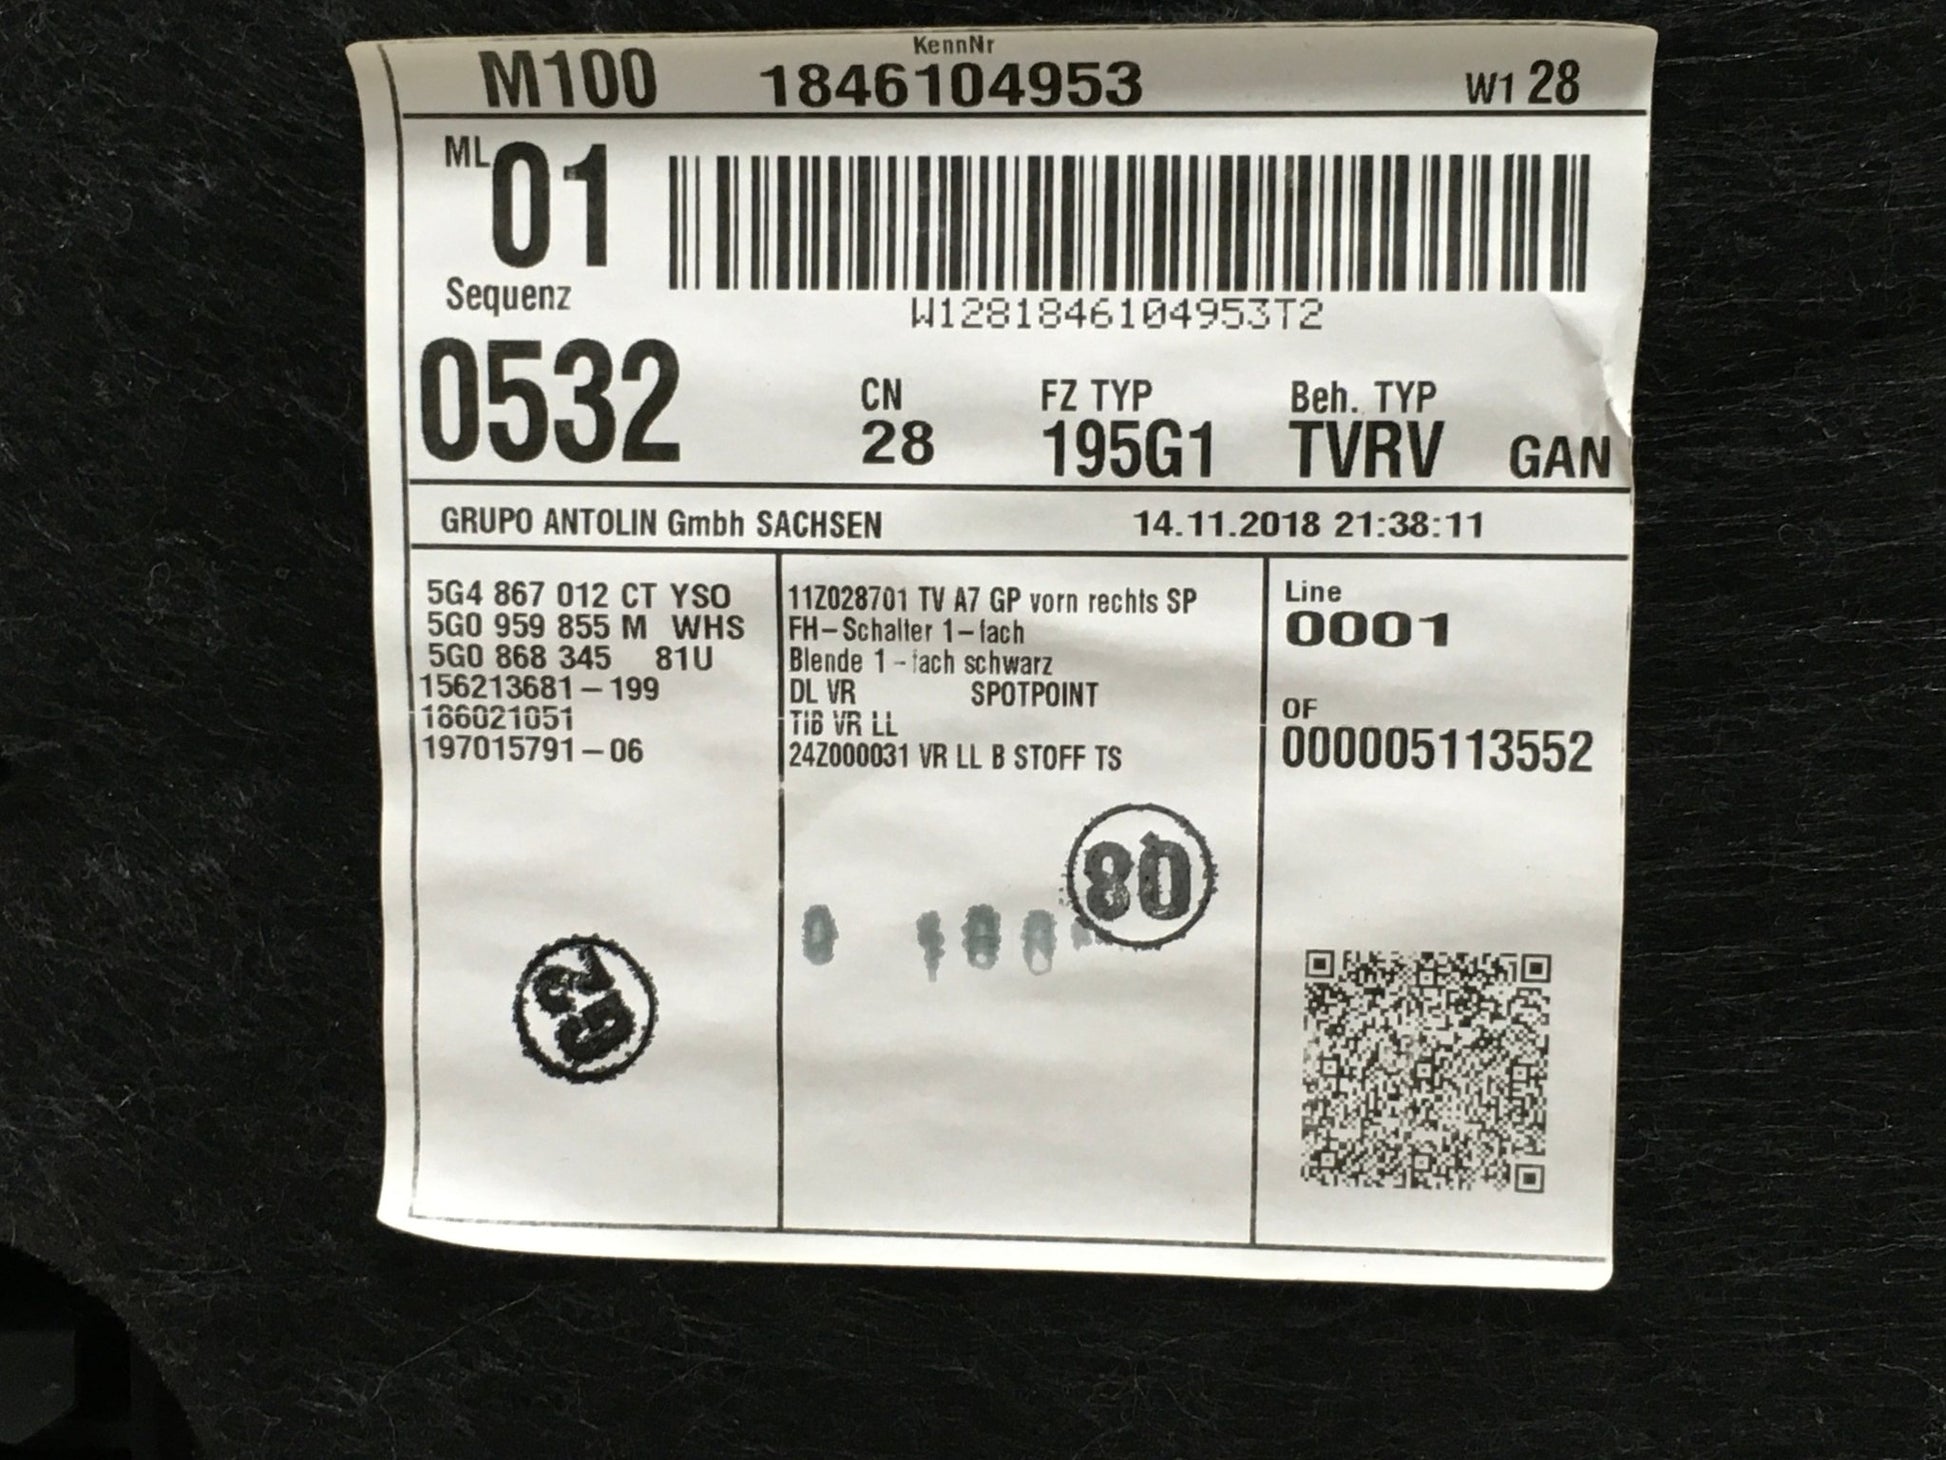 KennNr
M100 1846104953 W1 28
ML 01
W1281846104953T2
Sequenz
0532
CN FZ TYP Beh. TYP
28 195G1 TVRV GAN
GRUPO ANTOLIN Gmbh SACHSEN 14.11.2018 21:38:11
5G4 867 012 CT YSO
5G0 959 855 M WHS
5G0 868 345 81U
156213681-199
186021051
197015791-06
11Z028701 TV A7 GP vorn rechts SP
FH-Schalter 1-fach
Blende 1-fach schwarz
DL VR SPOTPOINT
TIB VR LL
24Z000031 VR LL B STOFF TS
Line
0001
OF
000005113552